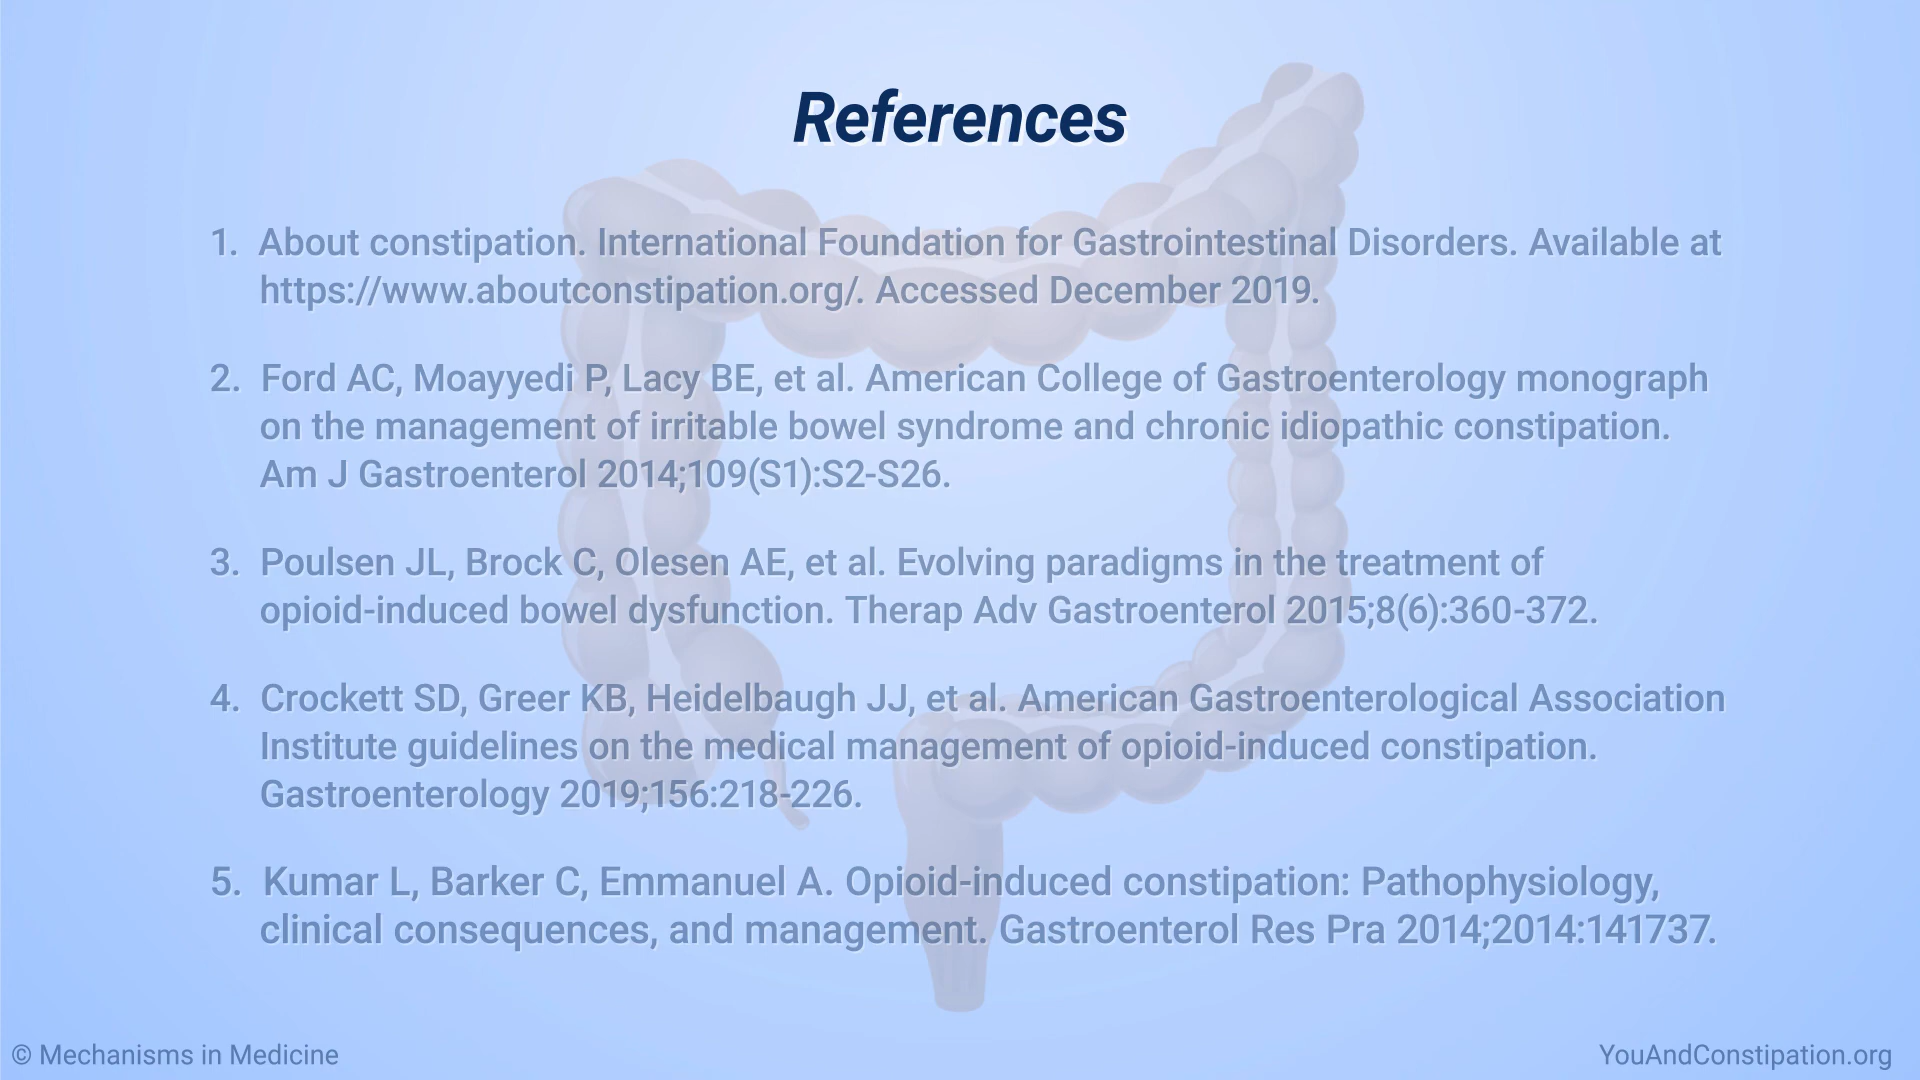 References
1. About constipation. International Foundation for Gastrointestinal Disorders. Available at
https://www.aboutconstipation.org/. Accessed December 2019.
2. Ford AC, Moayyedi P, Lacy BE, et al. American College of Gastroenterology monograph
on the management of irritable bowel syndrome and chronic idiopathic constipation.
Am J Gastroenterol 2014;109(S1):S2-S26.
3. Poulsen JL, Brock C, Olesen AE, et al. Evolving paradigms in the treatment of
opioid-induced bowel dysfunction. Therap Adv Gastroenterol 2015;8(6):360-372.
4. Crockett SD, Greer KB, Heidelbaugh JJ, et al. American Gastroenterological Association
Institute guidelines on the medical management of opioid-induced constipation.
Gastroenterology 2019;156:218-226.
5. Kumar L, Barker C, Emmanuel A. Opioid-induced constipation: Pathophysiology,
clinical consequences, and management. Gastroenterol Res Pra 2014;2014:141737.
© Mechanisms in Medicine
YouAndConstipation.org